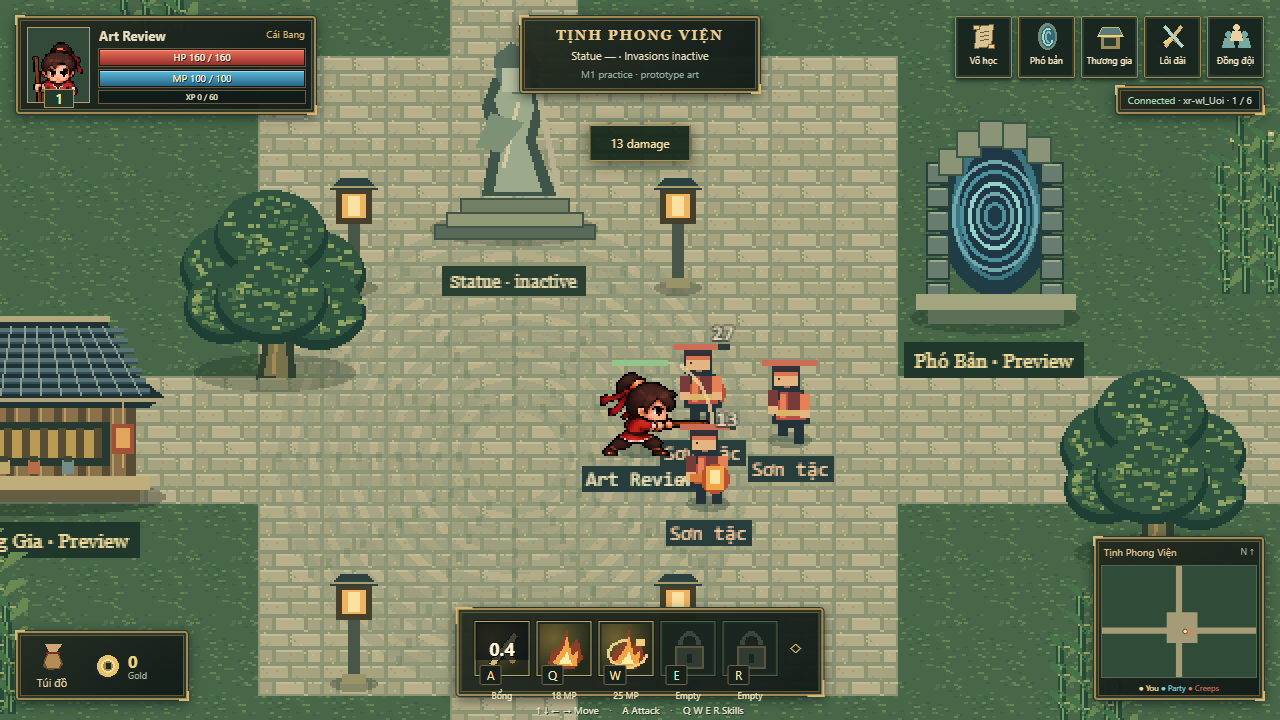 Art Review
Cái Bang
HP 160 / 160
MP 100 / 100
XP 0 / 60
1
TỊNH PHONG VIỆN
Statue — · Invasions inactive
M1 practice · prototype art
Võ học
Phó bản
Thương gia
Lôi đài
Đồng đội
Connected · xr-wl_Uoi · 1 / 6
13 damage
Statue - inactive
Phó Bản · Preview
27
13
Sơn tặc
Art Review
Sơn tặc
Sơn tặc
g Gia · Preview
Tịnh Phong Viện
N ↑
You
Party
Creeps
Túi đồ
0
Gold
0.4
A
Q
W
E
R
Bổng
18 MP
25 MP
Empty
Empty
↑ ↓ ← → Move
A Attack
Q W E R Skills